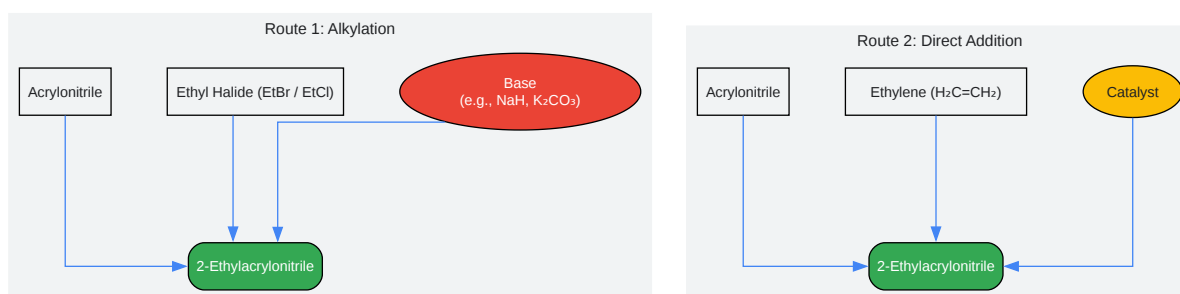 Route 1: Alkylation
Acrylonitrile
Ethyl Halide (EtBr / EtCl)
Base
(e.g., NaH, K₂CO₃)
2-Ethylacrylonitrile
Route 2: Direct Addition
Acrylonitrile
Ethylene (H₂C=CH₂)
Catalyst
2-Ethylacrylonitrile